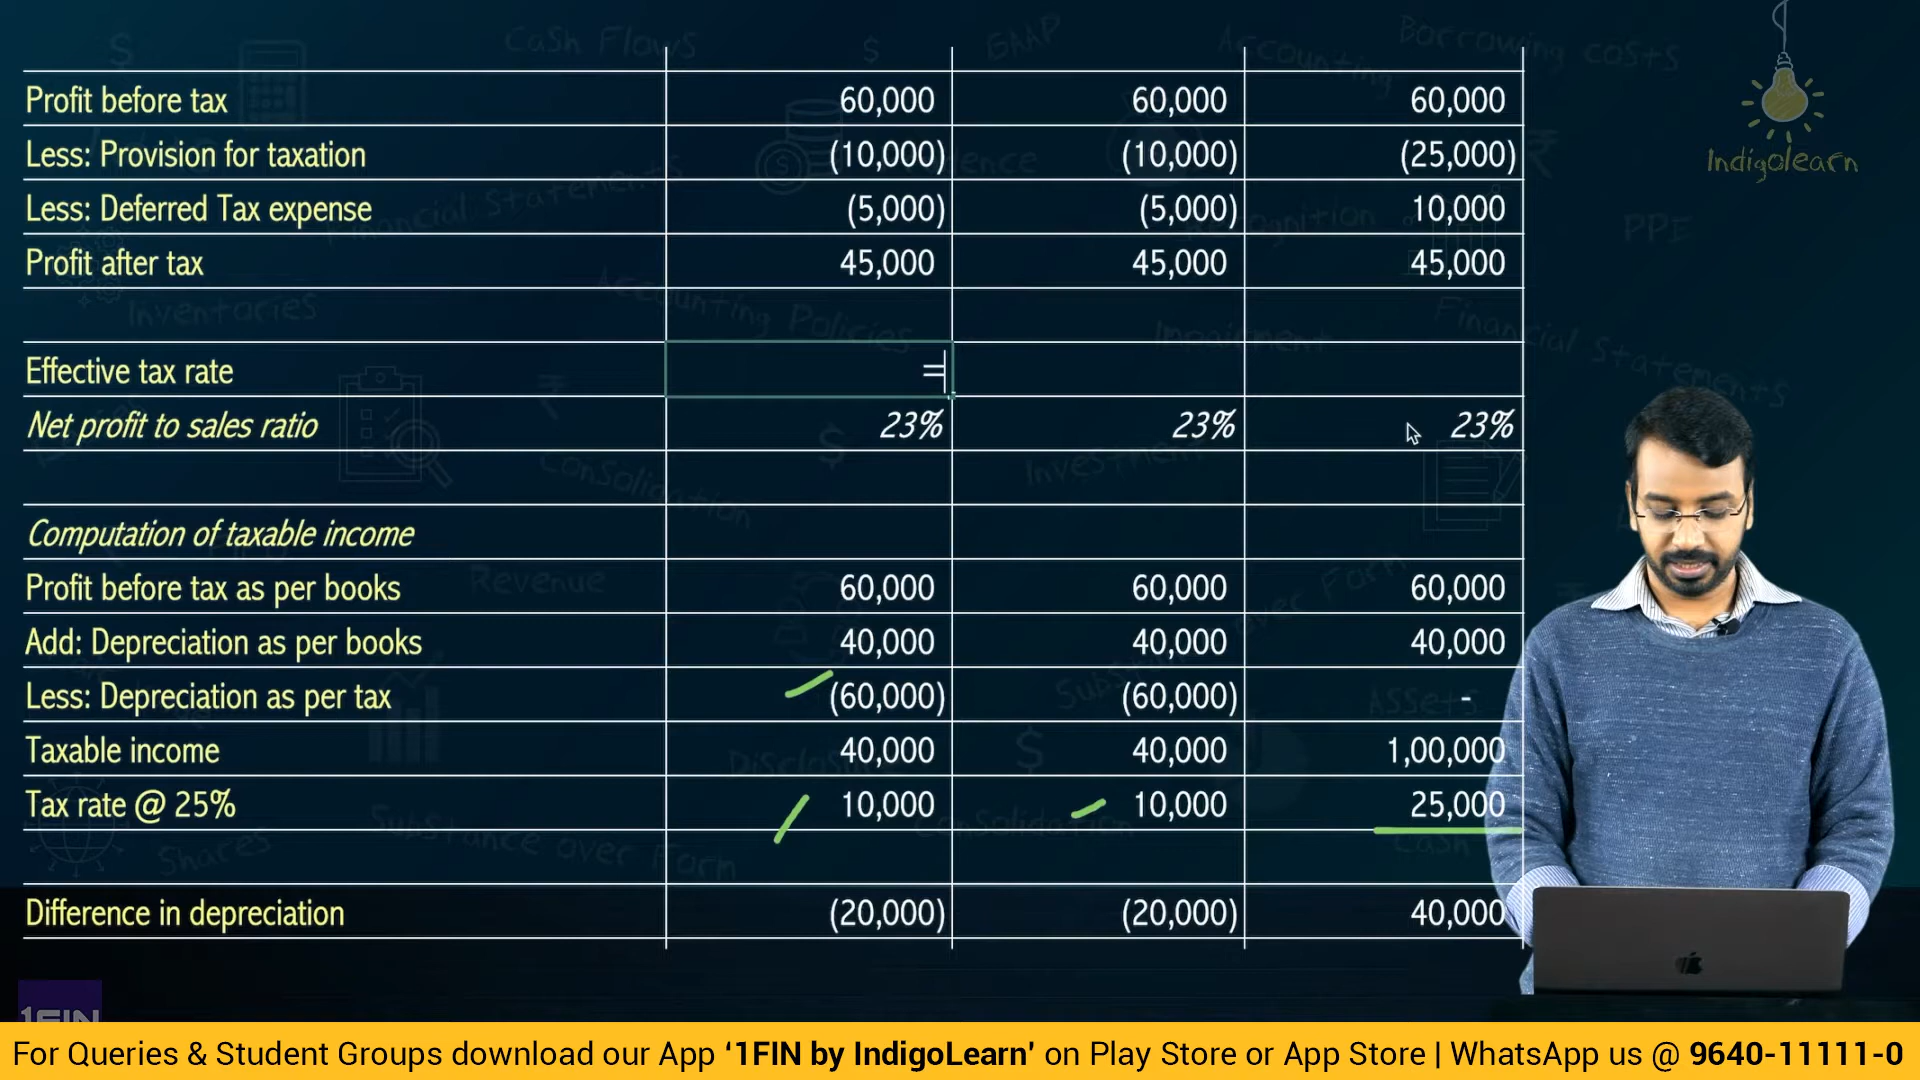 Profit before tax 60,000 60,000 60,000
Less: Provision for taxation (10,000) (10,000) (25,000)
Less: Deferred Tax expense (5,000) (5,000) 10,000
Profit after tax 45,000 45,000 45,000
Effective tax rate =
Net profit to sales ratio 23% 23% 23%
Computation of taxable income
Profit before tax as per books 60,000 60,000 60,000
Add: Depreciation as per books 40,000 40,000 40,000
Less: Depreciation as per tax (60,000) (60,000) -
Taxable income 40,000 40,000 1,00,000
Tax rate @ 25% 10,000 10,000 25,000
Difference in depreciation (20,000) (20,000) 40,000
Indigolearn
1FIN
For Queries & Student Groups download our App ‘1FIN by IndigoLearn’ on Play Store or App Store | WhatsApp us @ 9640-11111-0